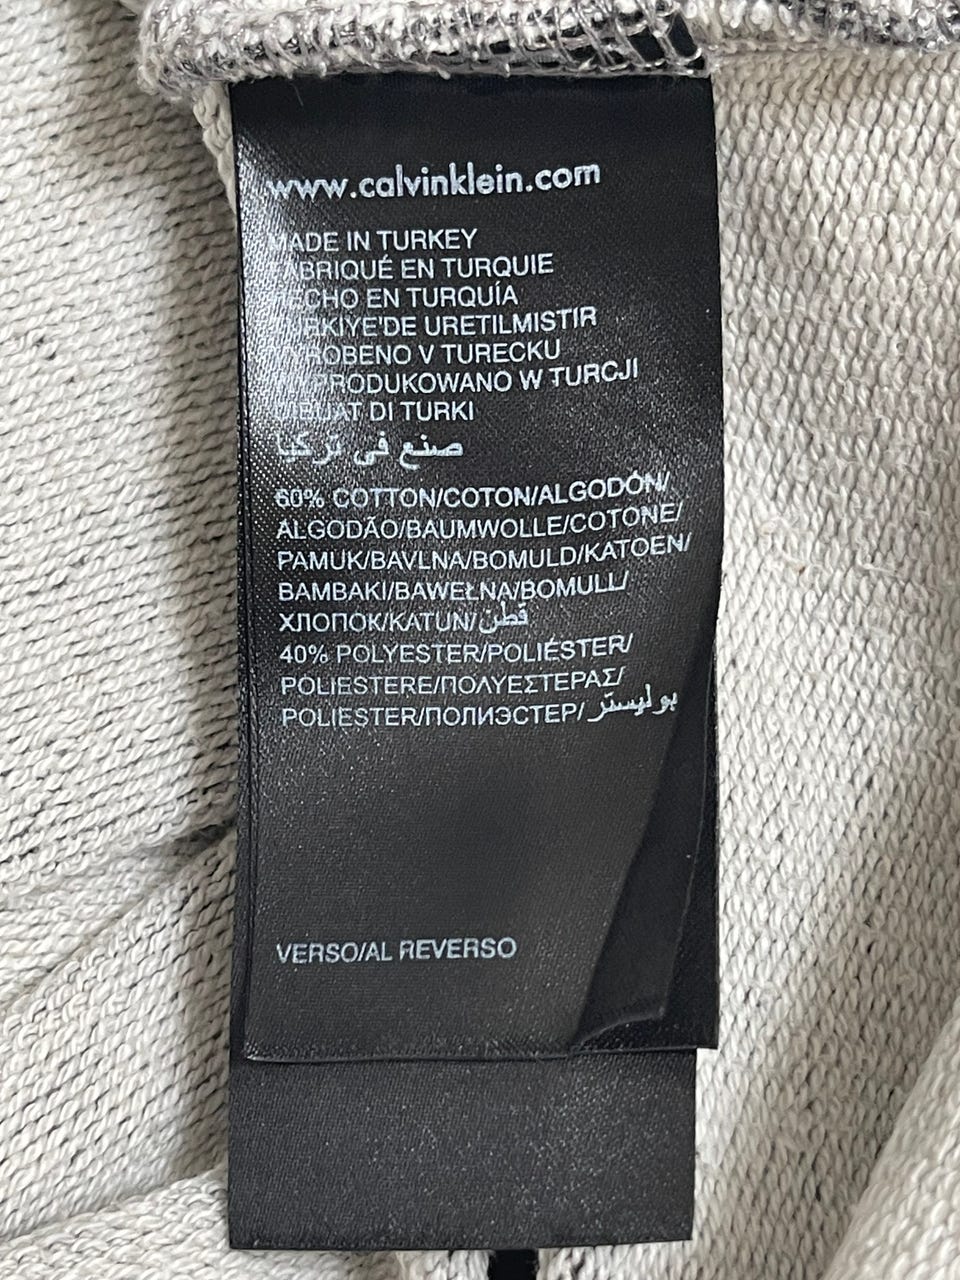 www.calvinklein.com
MADE IN TURKEY
FABRIQUÉ EN TURQUIE
HECHO EN TURQUÍA
TURKIYE'DE URETILMISTIR
VYROBENO V TURECKU
WYPRODUKOWANO W TURCJI
DIBUAT DI TURKI
صنع في تركيا
60% COTTON/COTON/ALGODÓN/
ALGODÃO/BAUMWOLLE/COTONE/
PAMUK/BAVLNA/BOMULD/KATOEN/
BAMBAKI/BAWEŁNA/BOMULL/
ХЛОПОК/KATUN/قطن
40% POLYESTER/POLIÉSTER/
POLIESTERE/ΠΟΛΥΕΣΤΕΡΑΣ/
POLIESTER/ПОЛИЭСТЕР/بوليستر
VERSO/AL REVERSO